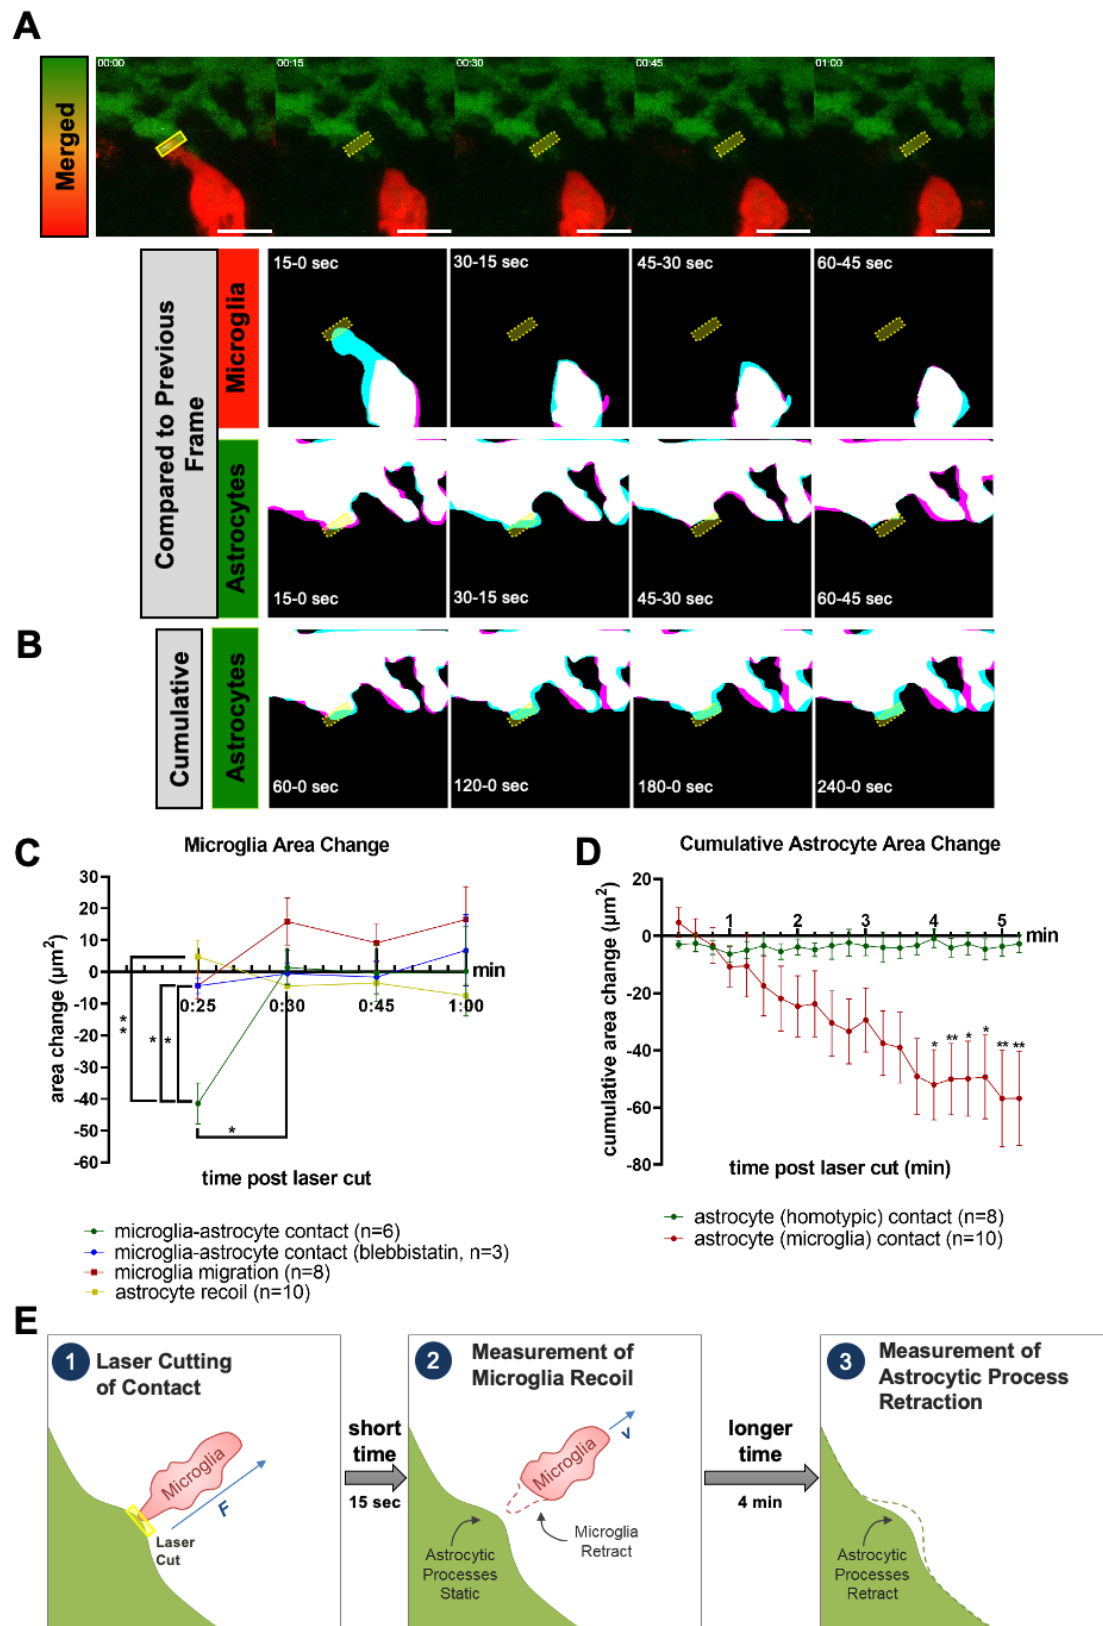 A
Merged
00:00
00:15
00:30
00:45
01:00
Compared to Previous
Frame
Microglia
15-0 sec
30-15 sec
45-30 sec
60-45 sec
Astrocytes
15-0 sec
30-15 sec
45-30 sec
60-45 sec
B
Cumulative
Astrocytes
60-0 sec
120-0 sec
180-0 sec
240-0 sec
C
Microglia Area Change
area change (µm²)
30
20
10
0
-10
-20
-30
-40
-50
-60
min
0:25
0:30
0:45
1:00
**
*
*
*
time post laser cut
microglia-astrocyte contact (n=6)
microglia-astrocyte contact (blebbistatin, n=3)
microglia migration (n=8)
astrocyte recoil (n=10)
D
Cumulative Astrocyte Area Change
cumulative area change (µm²)
20
0
-20
-40
-60
-80
1
2
3
4
5
min
*
**
*
*
**
**
time post laser cut (min)
astrocyte (homotypic) contact (n=8)
astrocyte (microglia) contact (n=10)
E
1
Laser Cutting
of Contact
Microglia
F
Laser
Cut
short
time
15 sec
2
Measurement of
Microglia Recoil
v
Microglia
Microglia
Retract
Astrocytic
Processes
Static
longer
time
4 min
3
Measurement of
Astrocytic Process
Retraction
Astrocytic
Processes
Retract